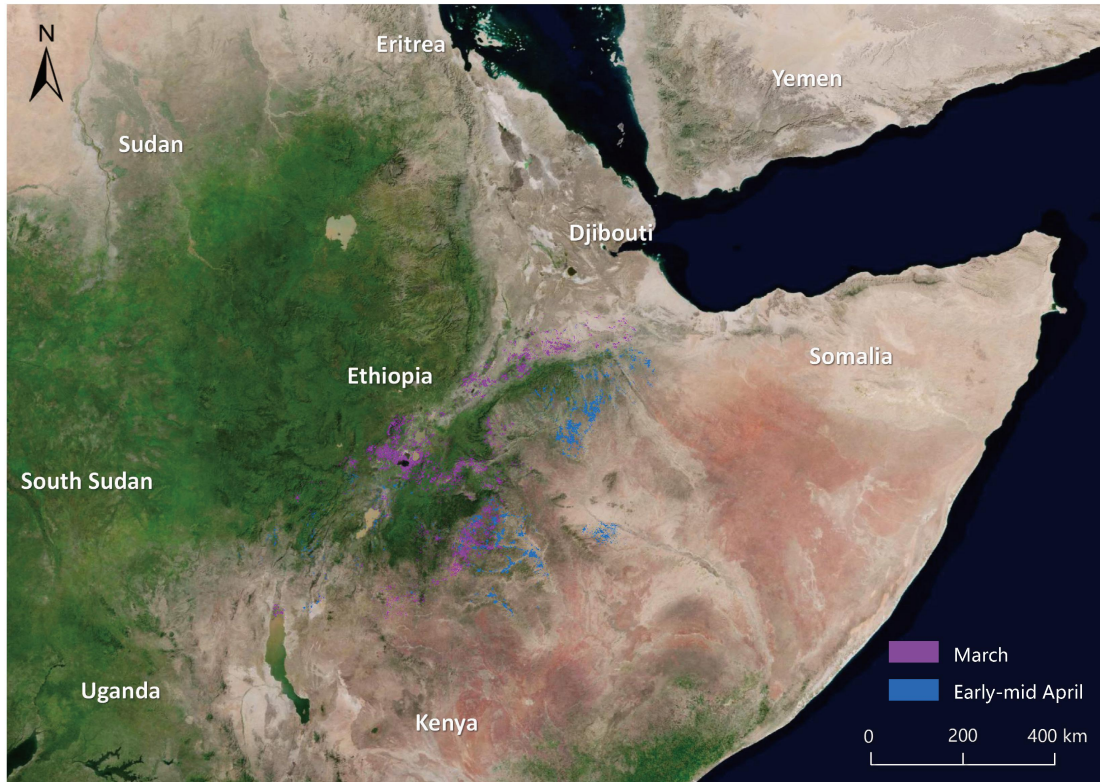 N
Eritrea
Yemen
Sudan
Djibouti
Somalia
Ethiopia
South Sudan
March
Early-mid April
Uganda
Kenya
0 200 400 km